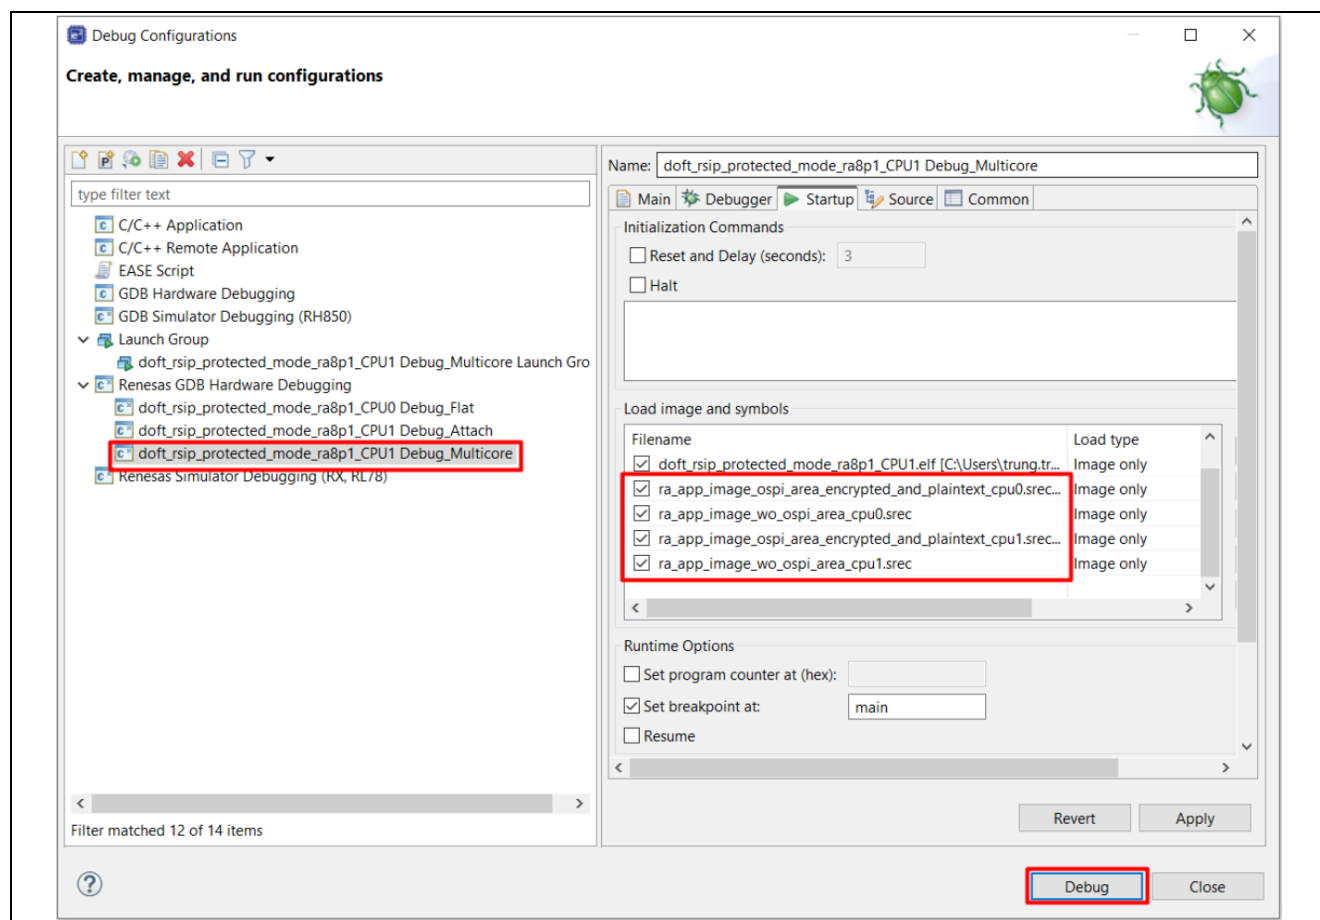 Debug Configurations
Create, manage, and run configurations
type filter text
C/C++ Application
C/C++ Remote Application
EASE Script
GDB Hardware Debugging
GDB Simulator Debugging (RH850)
Launch Group
doft_rsip_protected_mode_ra8p1_CPU1 Debug_Multicore Launch Gro
Renesas GDB Hardware Debugging
doft_rsip_protected_mode_ra8p1_CPU0 Debug_Flat
doft_rsip_protected_mode_ra8p1_CPU1 Debug_Attach
doft_rsip_protected_mode_ra8p1_CPU1 Debug_Multicore
Renesas Simulator Debugging (RX, RL78)
Filter matched 12 of 14 items
Name: doft_rsip_protected_mode_ra8p1_CPU1 Debug_Multicore
Main Debugger Startup Source Common
Initialization Commands
Reset and Delay (seconds): 3
Halt
Load image and symbols
Filename Load type
doft_rsip_protected_mode_ra8p1_CPU1.elf [C:\Users\trung.tr... Image only
ra_app_image_ospi_area_encrypted_and_plaintext_cpu0.srec... Image only
ra_app_image_wo_ospi_area_cpu0.srec Image only
ra_app_image_ospi_area_encrypted_and_plaintext_cpu1.srec... Image only
ra_app_image_wo_ospi_area_cpu1.srec Image only
Runtime Options
Set program counter at (hex):
Set breakpoint at: main
Resume
Revert Apply
Debug Close